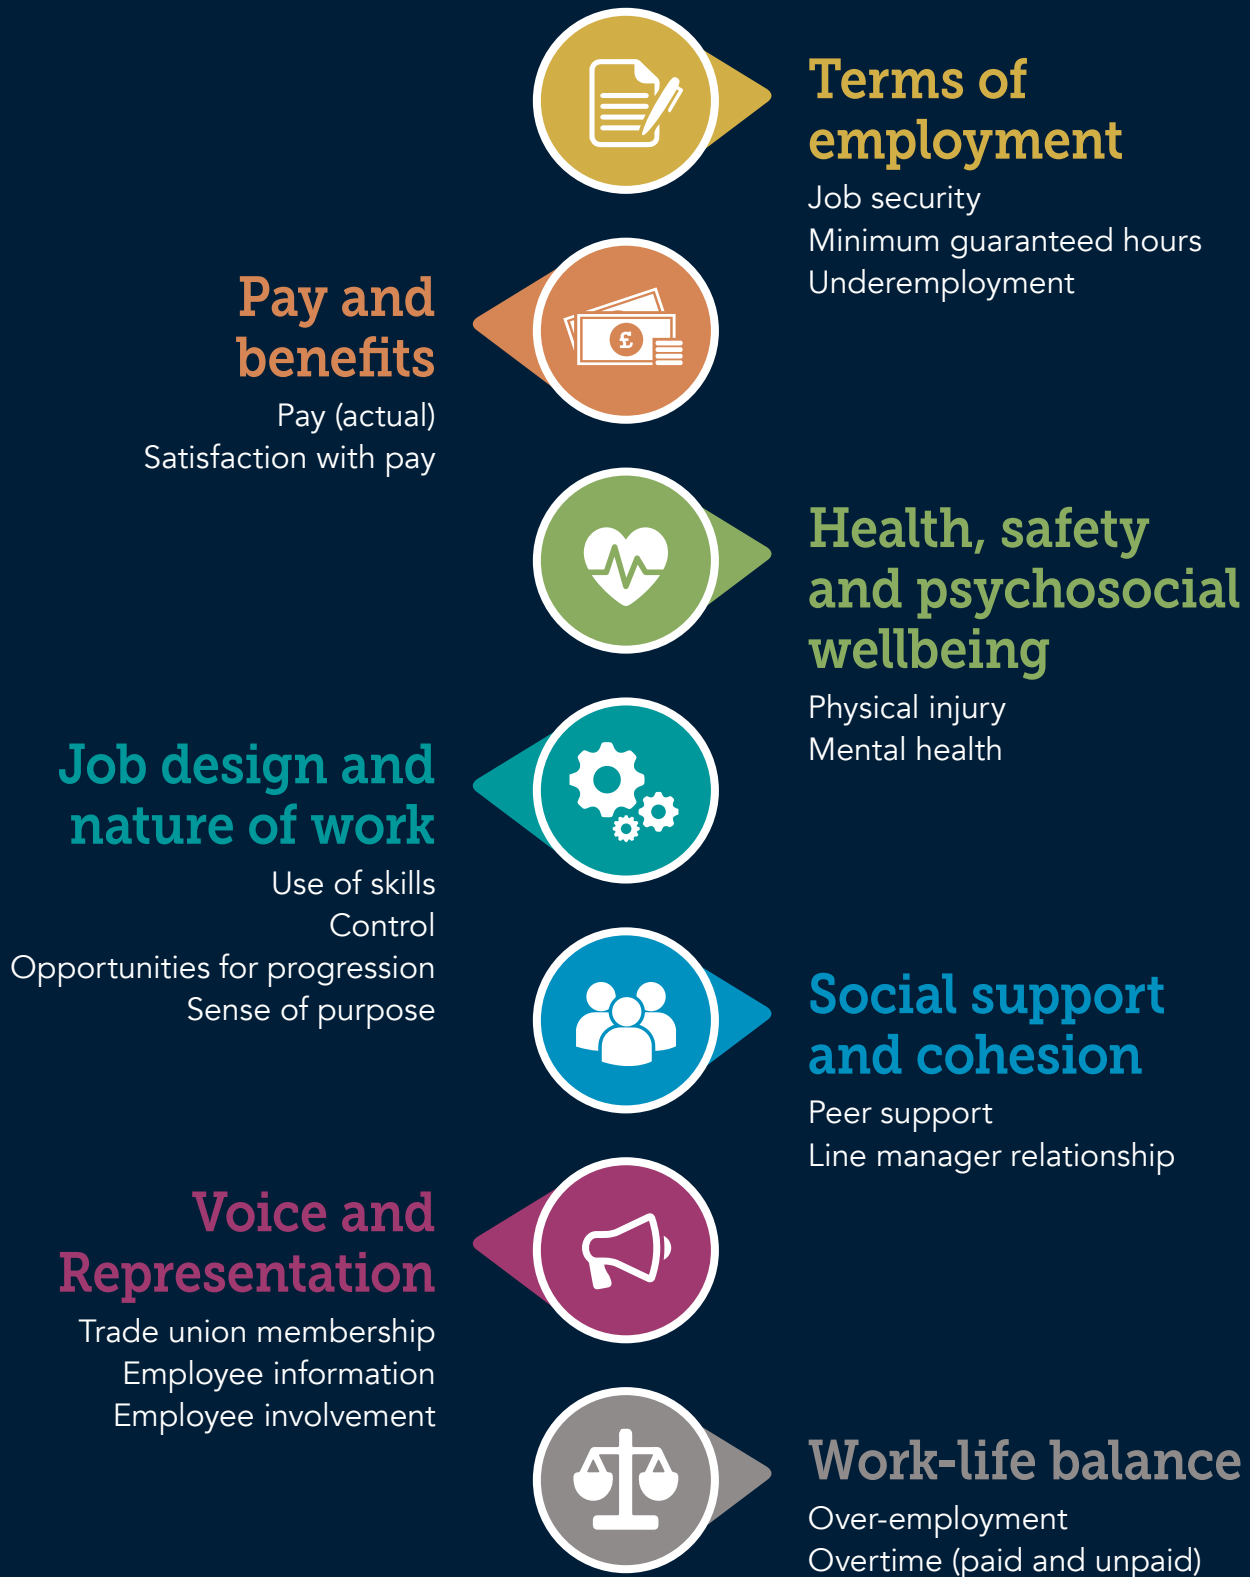 Terms of
employment
Job security
Minimum guaranteed hours
Underemployment
Pay and
benefits
Pay (actual)
Satisfaction with pay
£
Health, safety
and psychosocial
wellbeing
Physical injury
Mental health
Job design and
nature of work
Use of skills
Control
Opportunities for progression
Sense of purpose
Social support
and cohesion
Peer support
Line manager relationship
Voice and
Representation
Trade union membership
Employee information
Employee involvement
Work-life balance
Over-employment
Overtime (paid and unpaid)